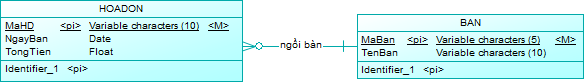 HOADON
MaHD <pi> Variable characters (10) <M>
NgayBan Date
TongTien Float
Identifier_1 <pi>
ngồi bàn
BAN
MaBan <pi> Variable characters (5) <M>
TenBan Variable characters (10)
Identifier_1 <pi>